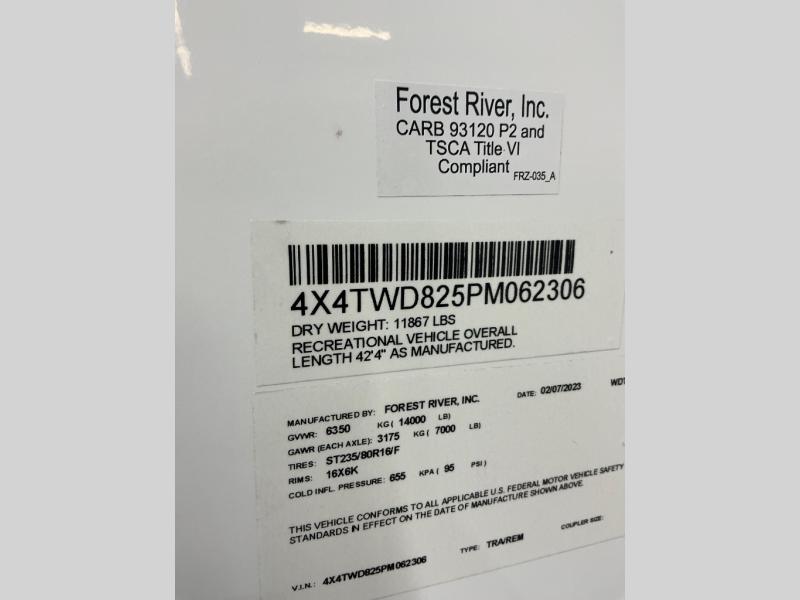 Forest River, Inc.
CARB 93120 P2 and
TSCA Title VI
Compliant
FRZ-035_A
4X4TWD825PM062306
DRY WEIGHT: 11867 LBS
RECREATIONAL VEHICLE OVERALL
LENGTH 42'4" AS MANUFACTURED.
MANUFACTURED BY: FOREST RIVER, INC. DATE: 02/07/2023
GVWR: 6350 KG ( 14000 LB)
GAWR (EACH AXLE): 3175 KG ( 7000 LB)
TIRES: ST235/80R16/F
RIMS: 16X6K
COLD INFL. PRESSURE: 655 KPA ( 95 PSI )
THIS VEHICLE CONFORMS TO ALL APPLICABLE U.S. FEDERAL MOTOR VEHICLE SAFETY
STANDARDS IN EFFECT ON THE DATE OF MANUFACTURE SHOWN ABOVE.
V.I.N.: 4X4TWD825PM062306 TYPE: TRA/REM COUPLER SIZE: